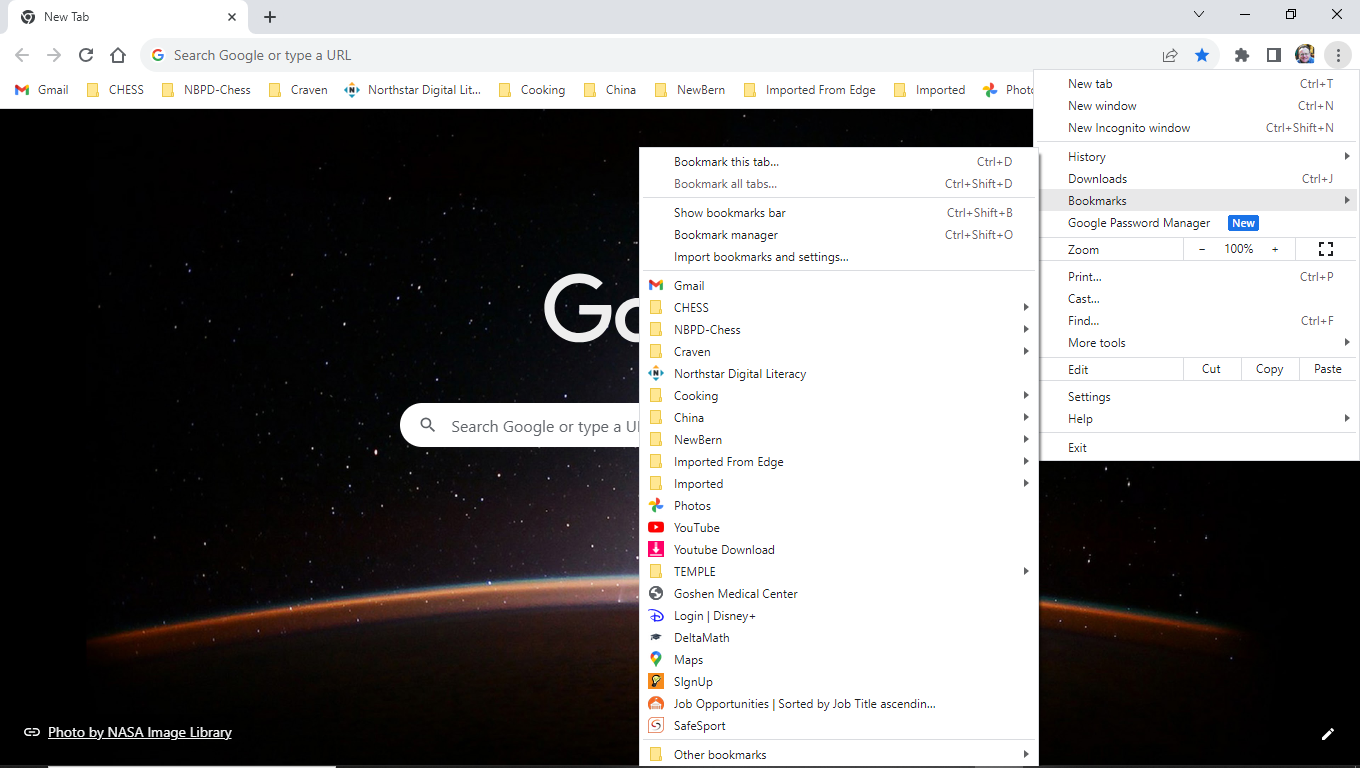 New Tab
Search Google or type a URL
Gmail CHESS NBPD-Chess Craven Northstar Digital Lit... Cooking China NewBern Imported From Edge Imported
New tab Ctrl+T
New window Ctrl+N
New Incognito window Ctrl+Shift+N
History
Downloads Ctrl+J
Bookmarks
Google Password Manager New
Zoom − 100% +
Print... Ctrl+P
Cast...
Find... Ctrl+F
More tools
Edit Cut Copy Paste
Settings
Help
Exit
Bookmark this tab... Ctrl+D
Bookmark all tabs... Ctrl+Shift+D
Show bookmarks bar Ctrl+Shift+B
Bookmark manager Ctrl+Shift+O
Import bookmarks and settings...
Gmail
CHESS
NBPD-Chess
Craven
Northstar Digital Literacy
Cooking
China
NewBern
Imported From Edge
Imported
Photos
YouTube
Youtube Download
TEMPLE
Goshen Medical Center
Login | Disney+
DeltaMath
Maps
SIgnUp
Job Opportunities | Sorted by Job Title ascendin...
SafeSport
Other bookmarks
Search Google or type a
Photo by NASA Image Library